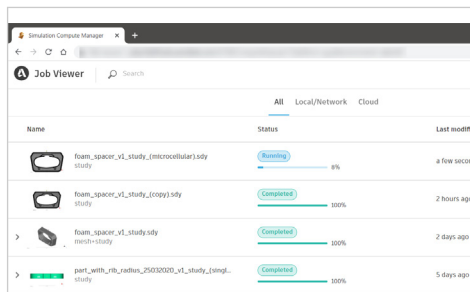 Simulation Compute Manager
Job Viewer
Search
All Local/Network Cloud
Name Status Last modifi
foam_spacer_v1_study_(microcellular).sdy
study
Running
8%
a few secon
foam_spacer_v1_study_(copy).sdy
study
Completed
100%
2 hours ago
foam_spacer_v1_study.sdy
mesh+study
Completed
100%
2 days ago
part_with_rib_radius_25032020_v1_study_(singl...
study
Completed
100%
5 days ago